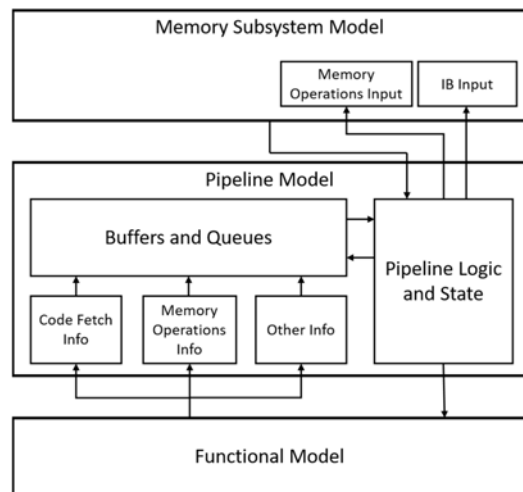 Memory Subsystem Model
Memory
Operations Input
IB Input
Pipeline Model
Buffers and Queues
Pipeline Logic
and State
Code Fetch
Info
Memory
Operations
Info
Other Info
Functional Model